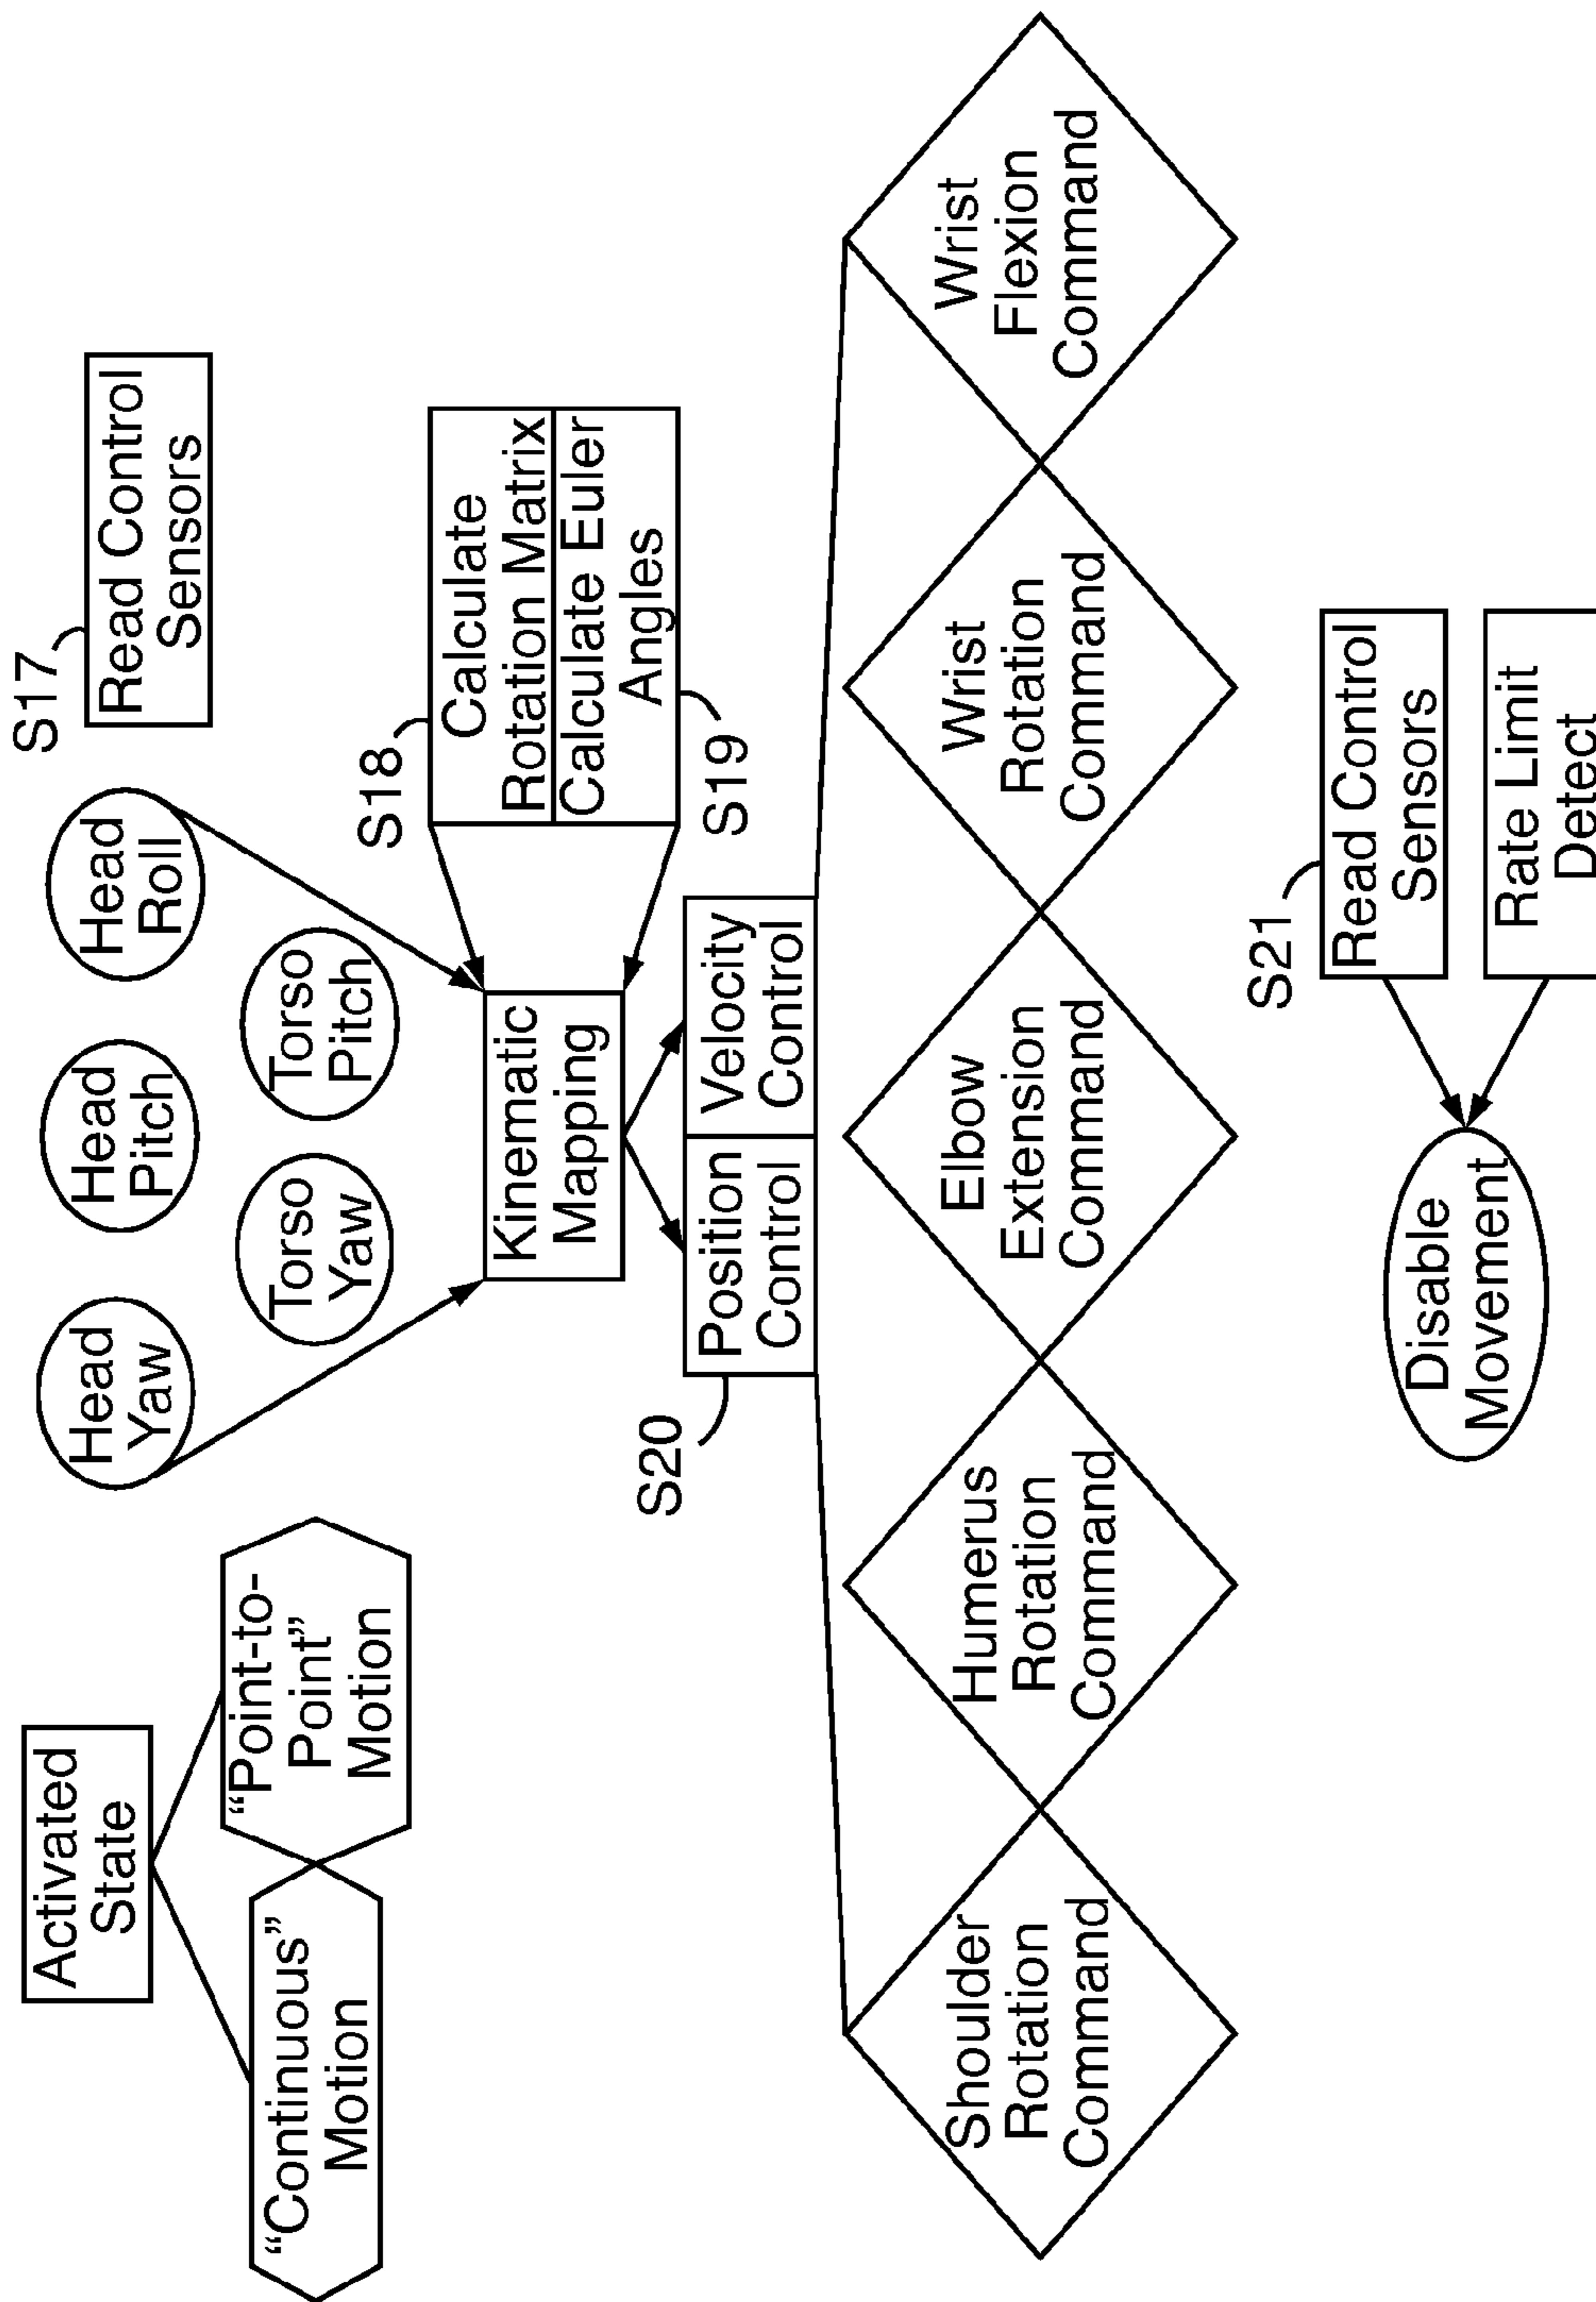 Activated
State
“Continuous”
Motion
“Point-to-
Point”
Motion
Head
Yaw
Head
Pitch
Head
Roll
Torso
Yaw
Torso
Pitch
S17
Read Control
Sensors
Kinematic
Mapping
S18
Calculate
Rotation Matrix
Calculate Euler
Angles
S19
S20
Position
Control
Velocity
Control
Shoulder
Rotation
Command
Humerus
Rotation
Command
Elbow
Extension
Command
Wrist
Rotation
Command
Wrist
Flexion
Command
Disable
Movement
S21
Read Control
Sensors
Rate Limit
Detect